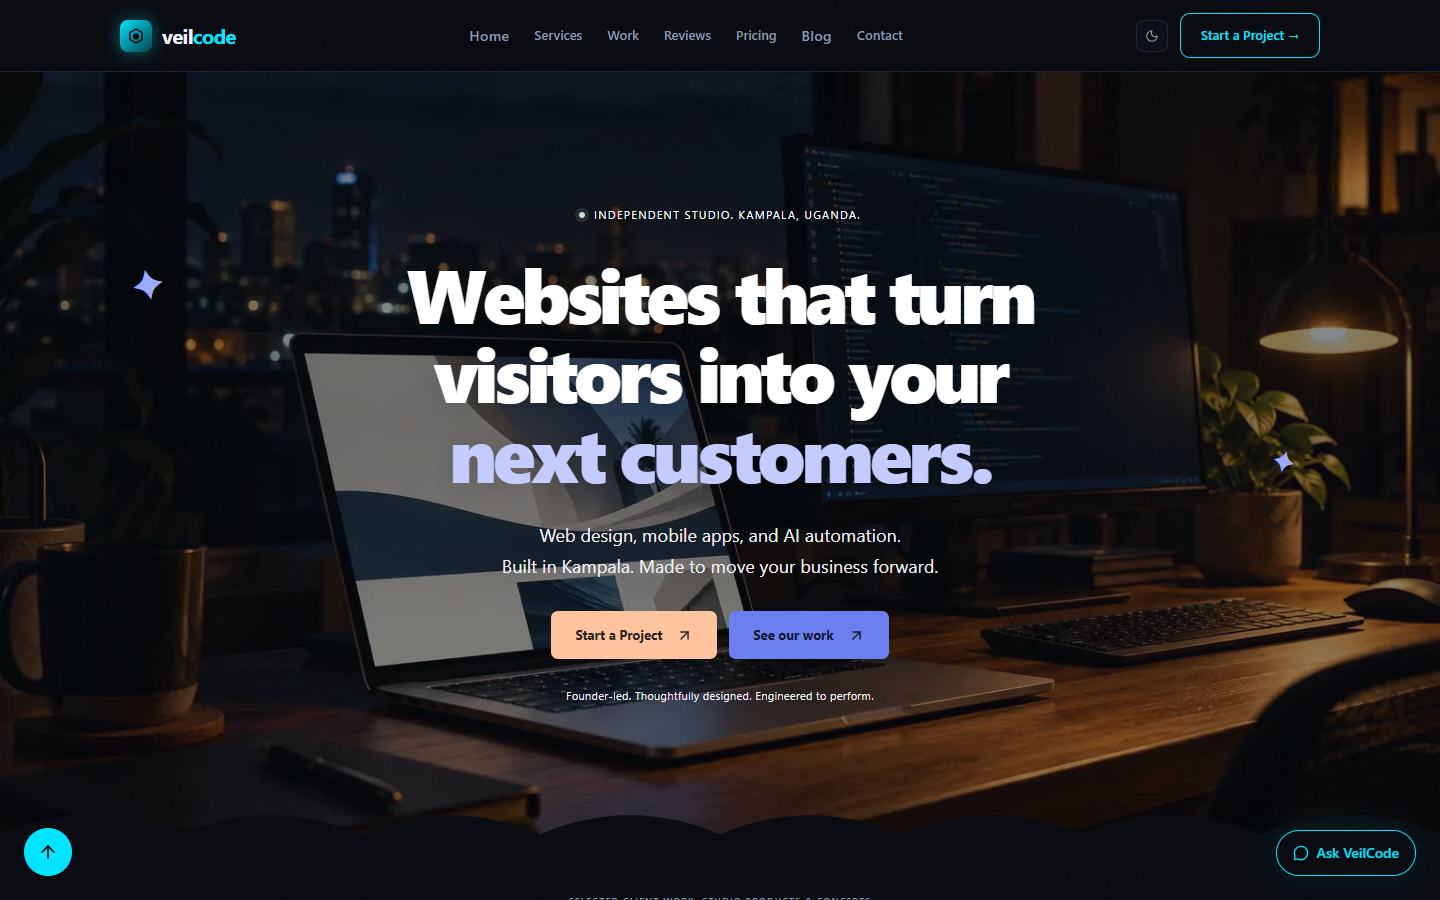 veilcode
Home Services Work Reviews Pricing Blog Contact
Start a Project →
INDEPENDENT STUDIO. KAMPALA, UGANDA.
Websites that turn
visitors into your
next customers.
Web design, mobile apps, and AI automation.
Built in Kampala. Made to move your business forward.
Start a Project
See our work
Founder-led. Thoughtfully designed. Engineered to perform.
Ask VeilCode